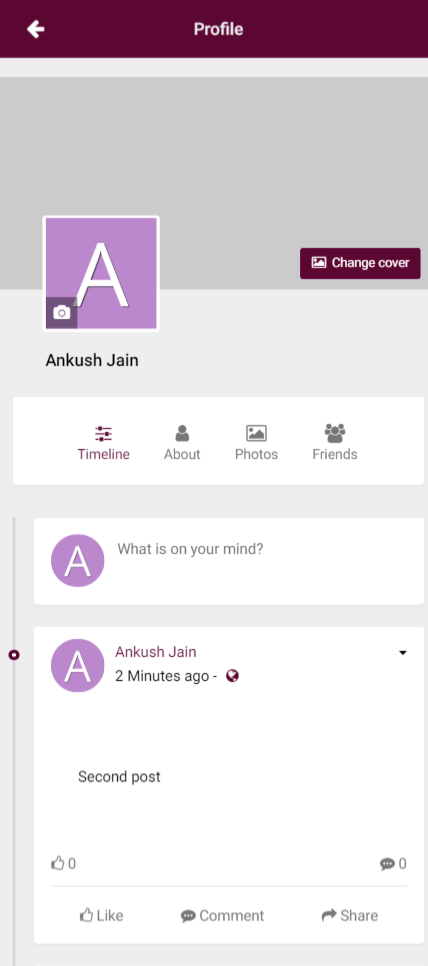 Profile
Change cover
A
Ankush Jain
Timeline About Photos Friends
A What is on your mind?
A Ankush Jain
2 Minutes ago -
Second post
0 0
Like Comment Share